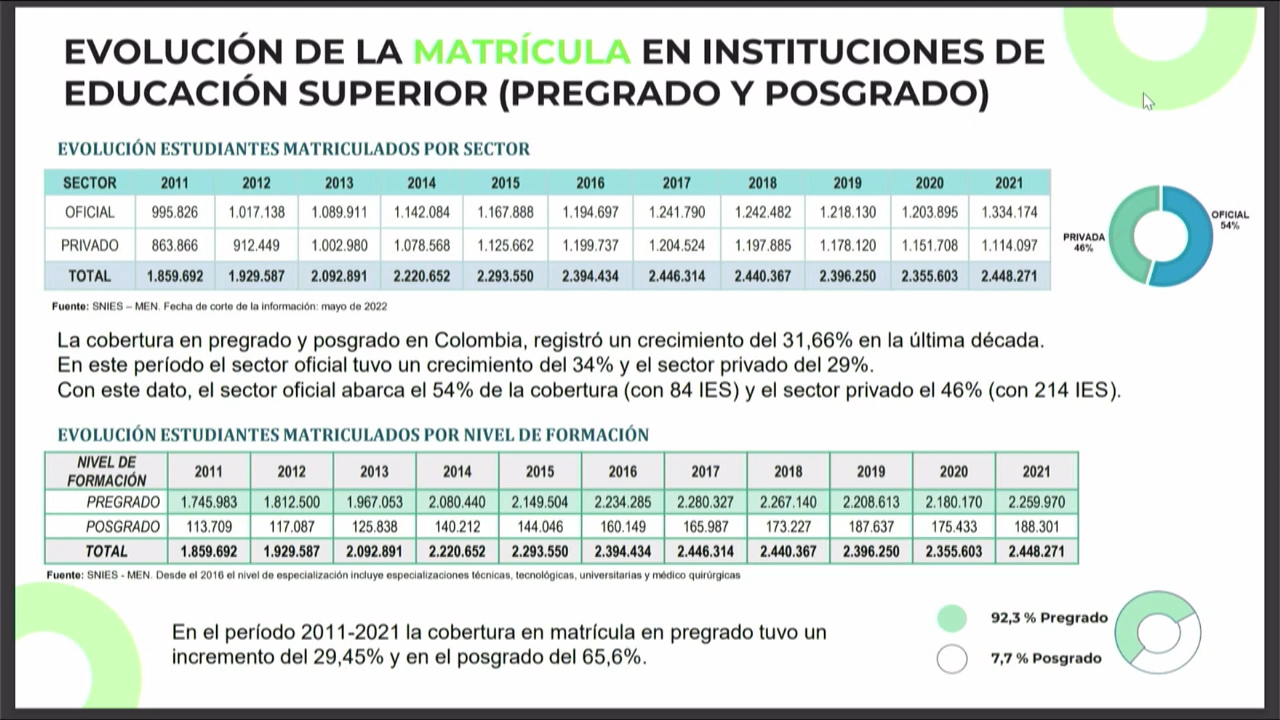 EVOLUCIÓN DE LA MATRÍCULA EN INSTITUCIONES DE
EDUCACIÓN SUPERIOR (PREGRADO Y POSGRADO)
EVOLUCIÓN ESTUDIANTES MATRICULADOS POR SECTOR
SECTOR 2011 2012 2013 2014 2015 2016 2017 2018 2019 2020 2021
OFICIAL 995.826 1.017.138 1.089.911 1.142.084 1.167.888 1.194.697 1.241.790 1.242.482 1.218.130 1.203.895 1.334.174
PRIVADO 863.866 912.449 1.002.980 1.078.568 1.125.662 1.199.737 1.204.524 1.197.885 1.178.120 1.151.708 1.114.097
TOTAL 1.859.692 1.929.587 2.092.891 2.220.652 2.293.550 2.394.434 2.446.314 2.440.367 2.396.250 2.355.603 2.448.271
OFICIAL
54%
PRIVADA
46%
Fuente: SNIES – MEN. Fecha de corte de la información: mayo de 2022
La cobertura en pregrado y posgrado en Colombia, registró un crecimiento del 31,66% en la última década.
En este período el sector oficial tuvo un crecimiento del 34% y el sector privado del 29%.
Con este dato, el sector oficial abarca el 54% de la cobertura (con 84 IES) y el sector privado el 46% (con 214 IES).
EVOLUCIÓN ESTUDIANTES MATRICULADOS POR NIVEL DE FORMACIÓN
NIVEL DE
FORMACIÓN 2011 2012 2013 2014 2015 2016 2017 2018 2019 2020 2021
PREGRADO 1.745.983 1.812.500 1.967.053 2.080.440 2.149.504 2.234.285 2.280.327 2.267.140 2.208.613 2.180.170 2.259.970
POSGRADO 113.709 117.087 125.838 140.212 144.046 160.149 165.987 173.227 187.637 175.433 188.301
TOTAL 1.859.692 1.929.587 2.092.891 2.220.652 2.293.550 2.394.434 2.446.314 2.440.367 2.396.250 2.355.603 2.448.271
Fuente: SNIES - MEN. Desde el 2016 el nivel de especialización incluye especializaciones técnicas, tecnológicas, universitarias y médico quirúrgicas
En el período 2011-2021 la cobertura en matrícula en pregrado tuvo un
incremento del 29,45% y en el posgrado del 65,6%.
92,3 % Pregrado
7,7 % Posgrado